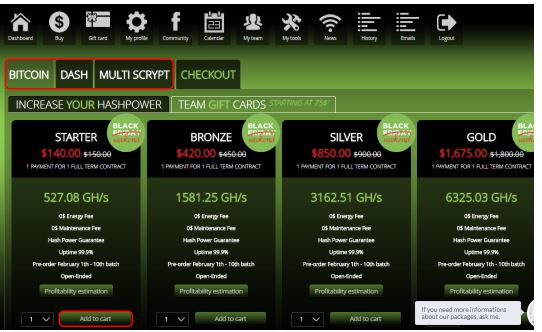 Dashboard Buy Gift card My profile Community Calendar My team My tools News History Emails Logout
BITCOIN DASH MULTI SCRYPT CHECKOUT
INCREASE YOUR HASHPOWER TEAM GIFT CARDS STARTING AT 75$!
BLACK FRIDAY BLACK FRIDAY BLACK FRIDAY BLA
STARTER BRONZE SILVER GOLD
$140.00 $150.00 $420.00 $450.00 $850.00 $900.00 $1,675.00 $1,800.00
1 PAYMENT FOR 1 FULL TERM CONTRACT 1 PAYMENT FOR 1 FULL TERM CONTRACT 1 PAYMENT FOR 1 FULL TERM CONTRACT 1 PAYMENT FOR 1 FULL TERM CONTRACT
527.08 GH/s 1581.25 GH/s 3162.51 GH/s 6325.03 GH/s
0$ Energy Fee 0$ Energy Fee 0$ Energy Fee 0$ Energy Fee
0$ Maintenance Fee 0$ Maintenance Fee 0$ Maintenance Fee 0$ Maintenance Fee
Hash Power Guarantee Hash Power Guarantee Hash Power Guarantee Hash Power Guarantee
Uptime 99.9% Uptime 99.9% Uptime 99.9% Uptime 99.9%
Pre-order February 1th - 10th batch Pre-order February 1th - 10th batch Pre-order February 1th - 10th batch Pre-order February 1th - 10th batch
Open-Ended Open-Ended Open-Ended Open-Ended
Profitability estimation Profitability estimation Profitability estimation Profitability estimation
1 Add to cart 1 Add to cart 1 Add to cart
If you need more informations
about our packages, ask me.